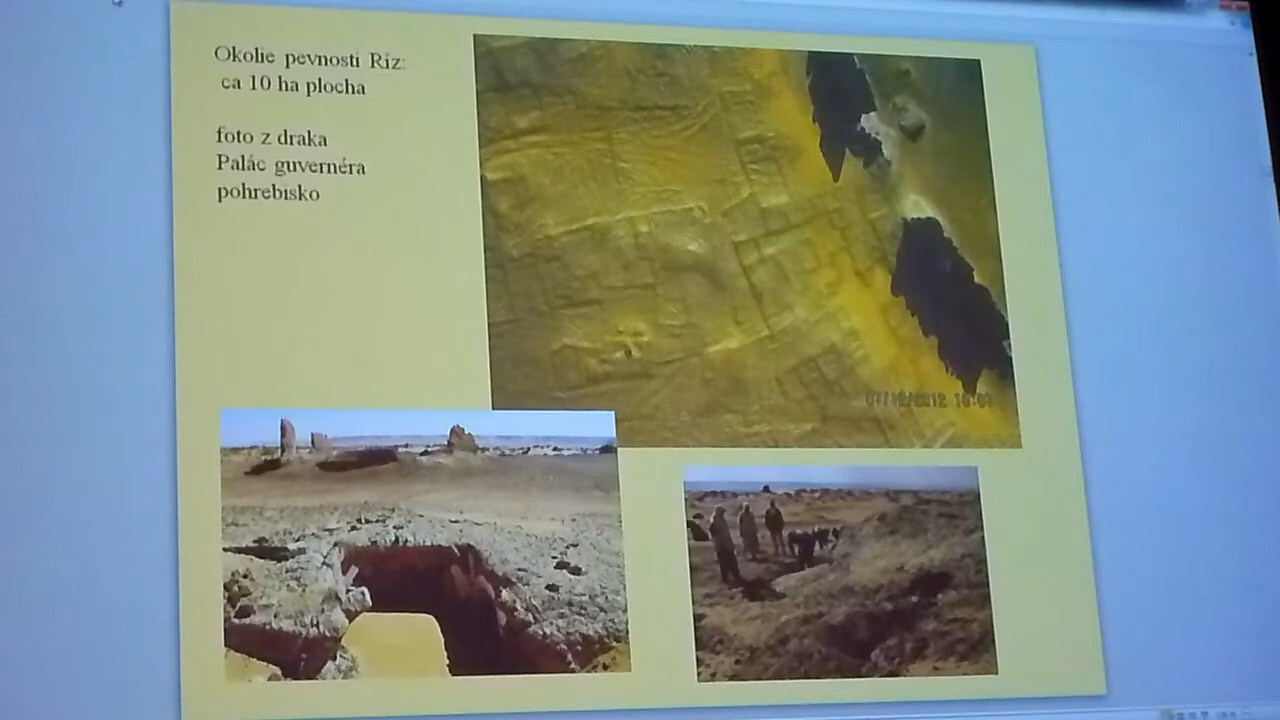 Okolie pevnosti Ríz:
ca 10 ha plocha
foto z draka
Palác guvernéra
pohrebisko